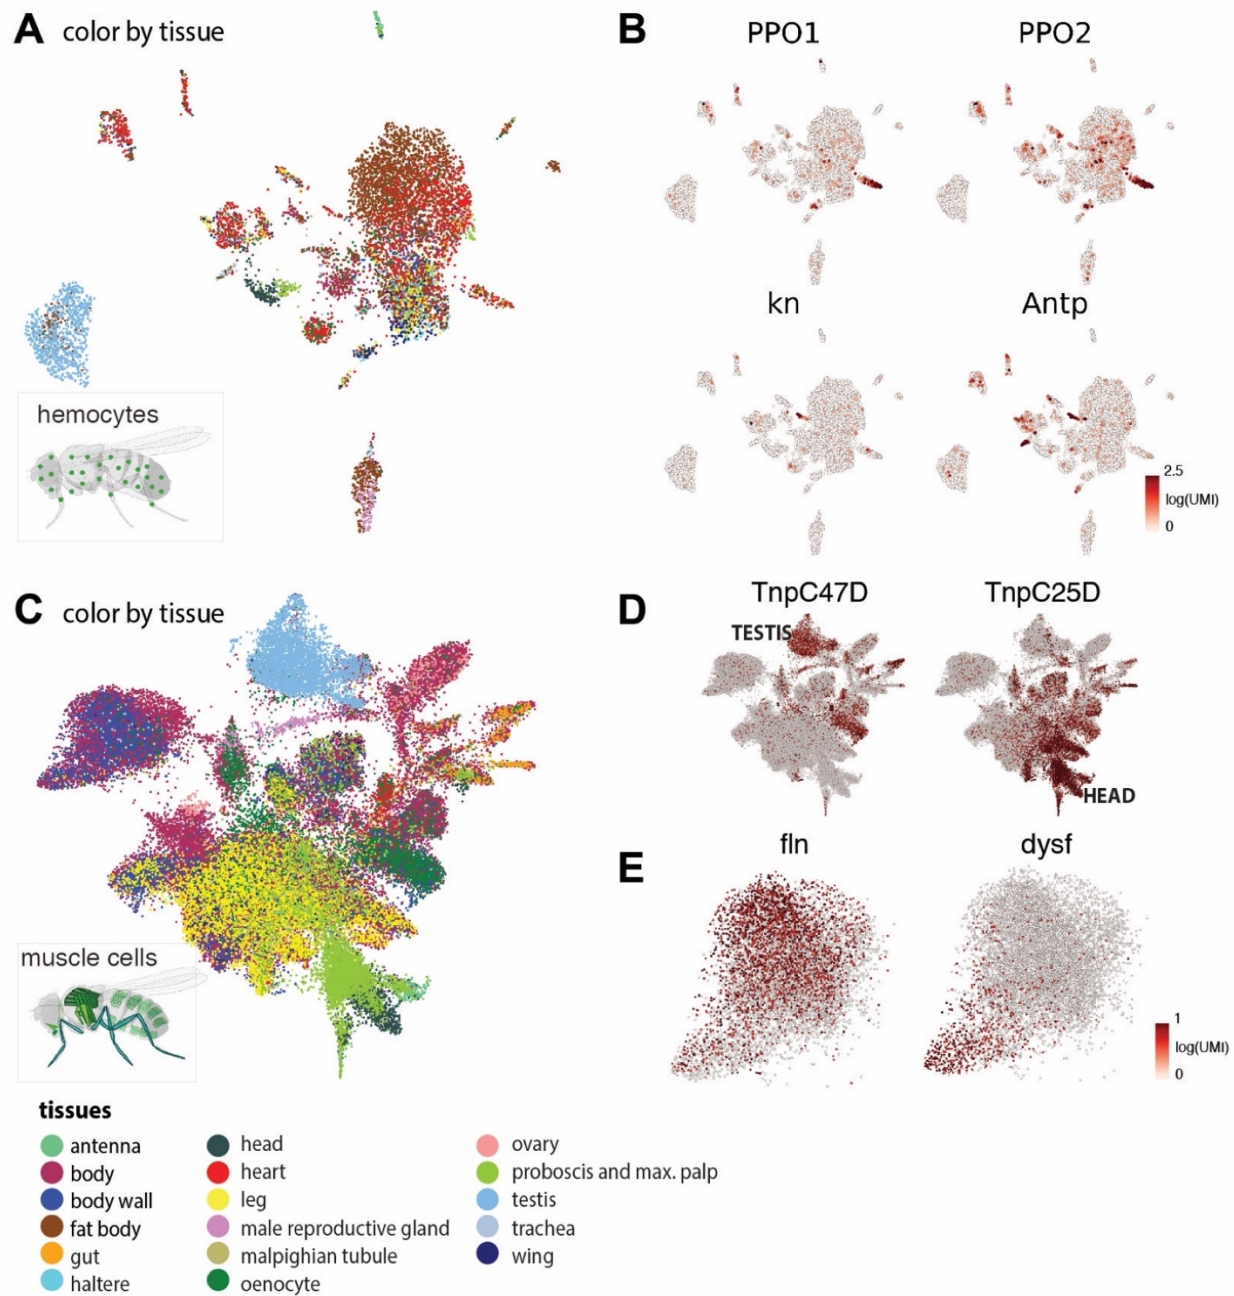 A color by tissue
hemocytes
B
PPO1 PPO2
kn Antp
2.5
log(UMI)
0
C color by tissue
muscle cells
D
TnpC47D TnpC25D
TESTIS
HEAD
E
fln dysf
1
log(UMI)
0
tissues
antenna
body
body wall
fat body
gut
haltere
head
heart
leg
male reproductive gland
malpighian tubule
oenocyte
ovary
proboscis and max. palp
testis
trachea
wing